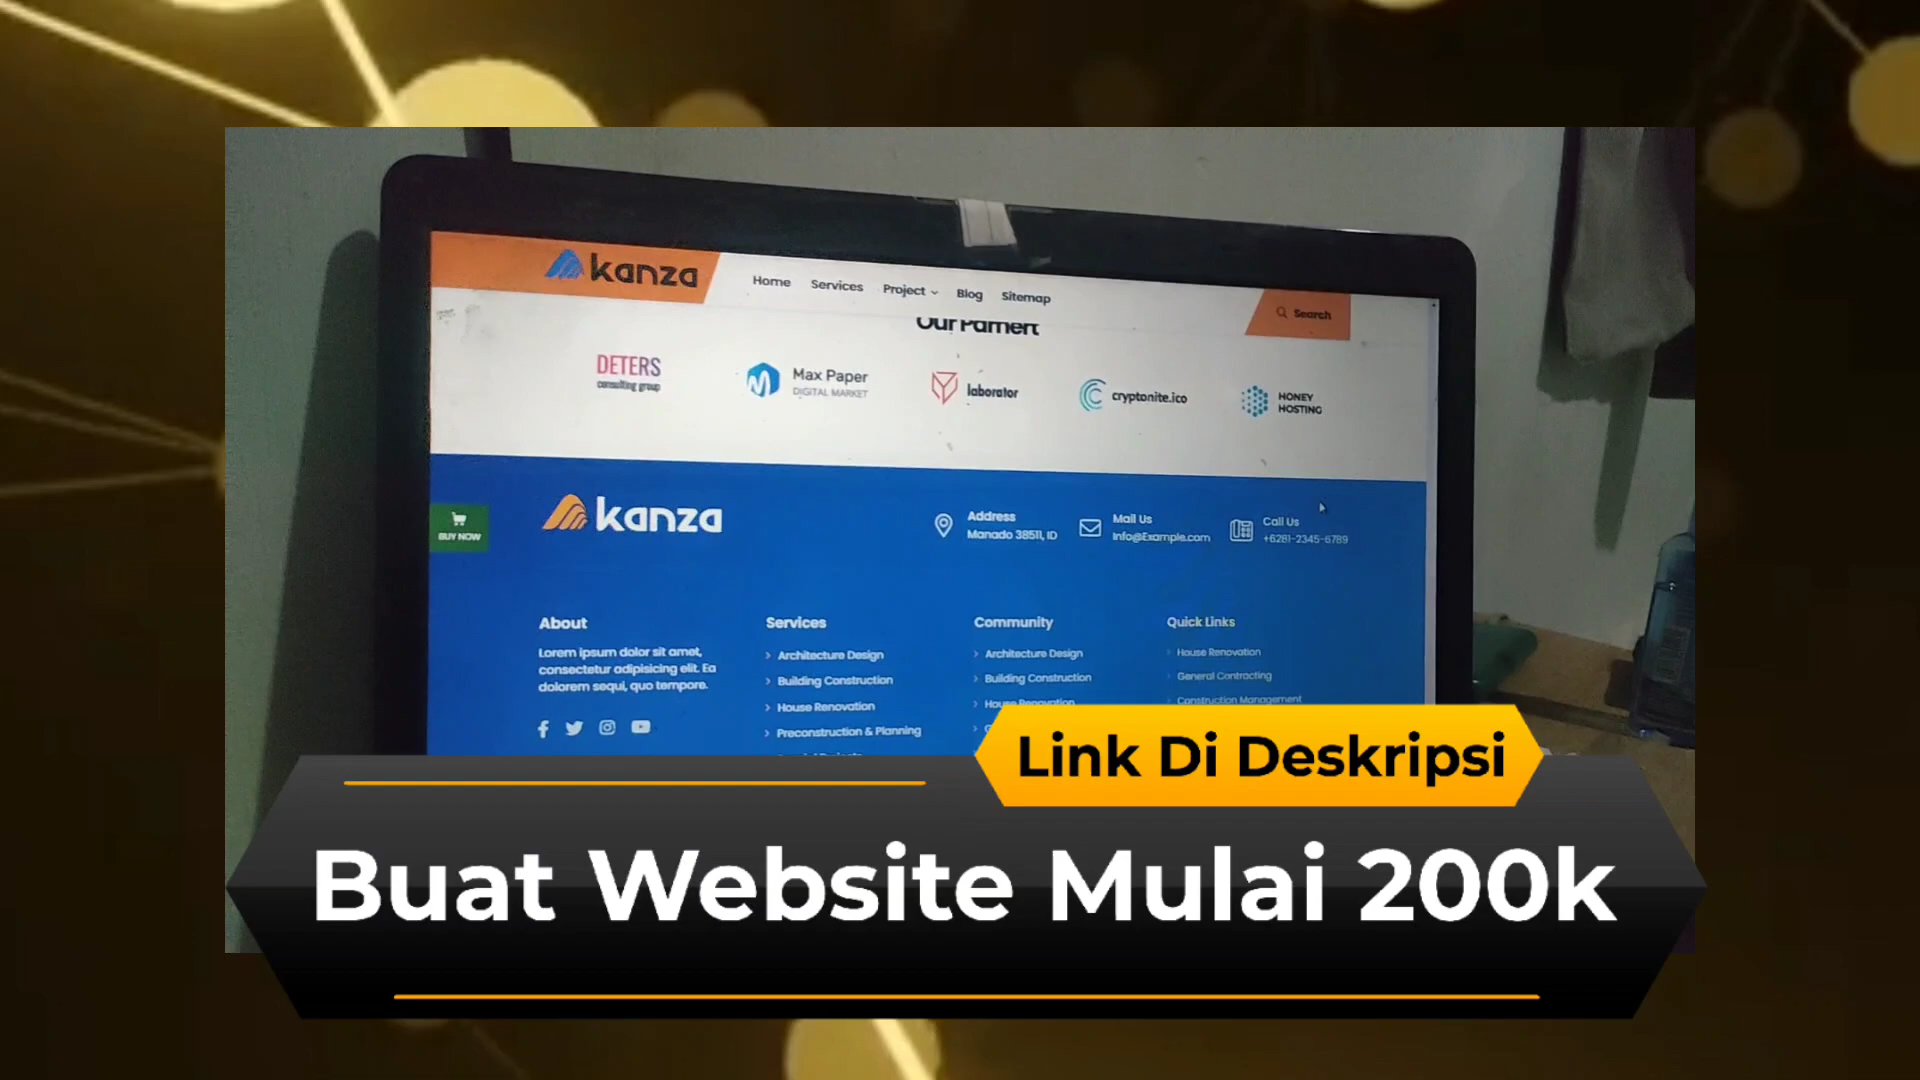 kanza
Home Services Project Blog Sitemap
Search
DETERS
consulting group
Max Paper
DIGITAL MARKET
laborator
cryptonite.ico
HONEY
HOSTING
kanza
Address
Manado 38511, ID
Mail Us
Info@Example.com
Call Us
+6281-2345-6789
BUY NOW
About
Lorem ipsum dolor sit amet,
consectetur adipisicing elit. Ea
dolorem sequi, quo tempore.
Services
Architecture Design
Building Construction
House Renovation
Preconstruction & Planning
Community
Architecture Design
Building Construction
House Renovation
Quick Links
House Renovation
General Contracting
Construction Management
Link Di Deskripsi
Buat Website Mulai 200k